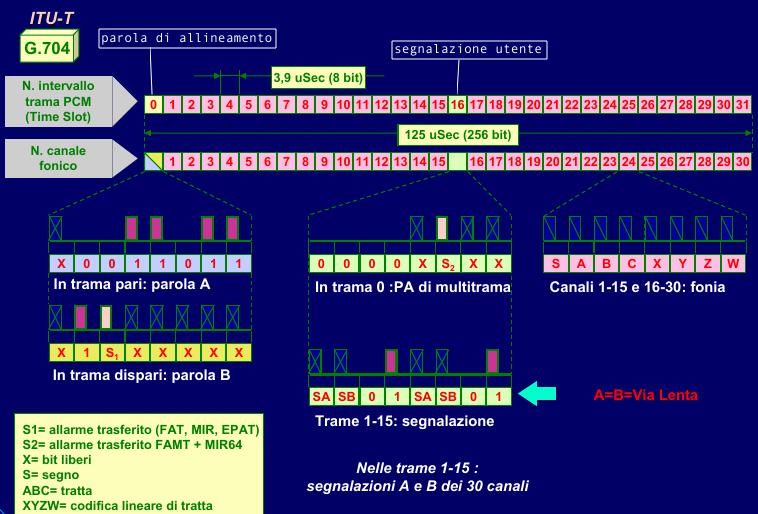 ITU-T
G.704
parola di allineamento
segnalazione utente
3,9 uSec (8 bit)
N. intervallo
trama PCM
(Time Slot)
0 1 2 3 4 5 6 7 8 9 10 11 12 13 14 15 16 17 18 19 20 21 22 23 24 25 26 27 28 29 30 31
125 uSec (256 bit)
N. canale
fonico
1 2 3 4 5 6 7 8 9 10 11 12 13 14 15 16 17 18 19 20 21 22 23 24 25 26 27 28 29 30
X 0 0 1 1 0 1 1
In trama pari: parola A
0 0 0 0 X S2 X X
In trama 0 :PA di multitrama
S A B C X Y Z W
Canali 1-15 e 16-30: fonia
X 1 S1 X X X X X
In trama dispari: parola B
SA SB 0 1 SA SB 0 1
A=B=Via Lenta
Trame 1-15: segnalazione
S1= allarme trasferito (FAT, MIR, EPAT)
S2= allarme trasferito FAMT + MIR64
X= bit liberi
S= segno
ABC= tratta
XYZW= codifica lineare di tratta
Nelle trame 1-15 :
segnalazioni A e B dei 30 canali